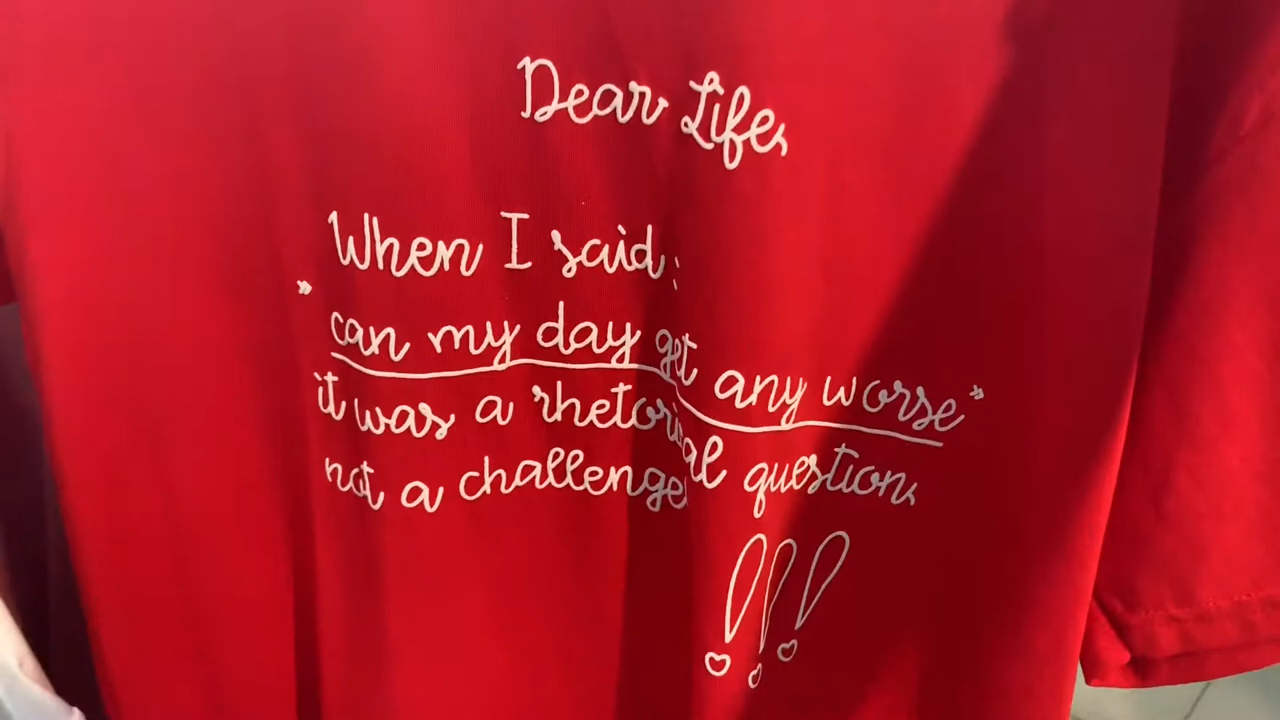 Dear Life,
When I said:
"can my day get any worse"
it was a rhetorical question,
not a challenge
!!!